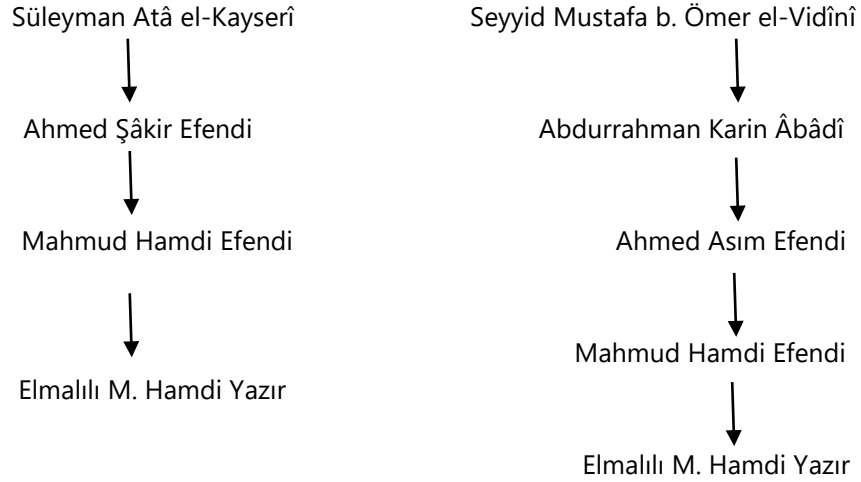 Süleyman Atâ el-Kayserî
Ahmed Şâkir Efendi
Mahmud Hamdi Efendi
Elmalılı M. Hamdi Yazır
Seyyid Mustafa b. Ömer el-Vidînî
Abdurrahman Karin Âbâdî
Ahmed Asım Efendi
Mahmud Hamdi Efendi
Elmalılı M. Hamdi Yazır